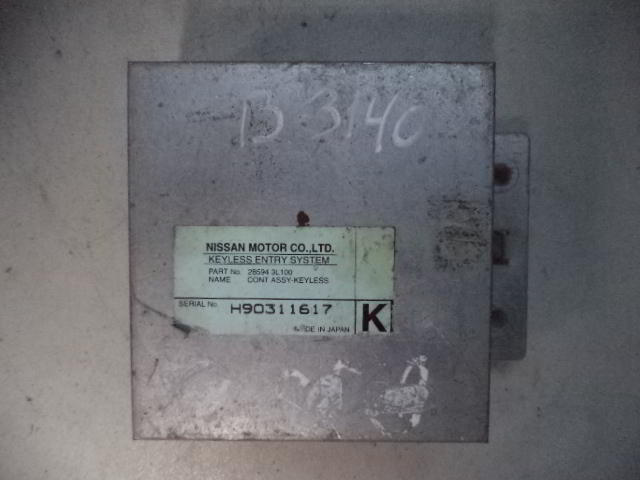 B 3140
NISSAN MOTOR CO.,LTD.
KEYLESS ENTRY SYSTEM
PART No. 28594 3L100
NAME CONT ASSY-KEYLESS
SERIAL No. H90311617
K
MADE IN JAPAN